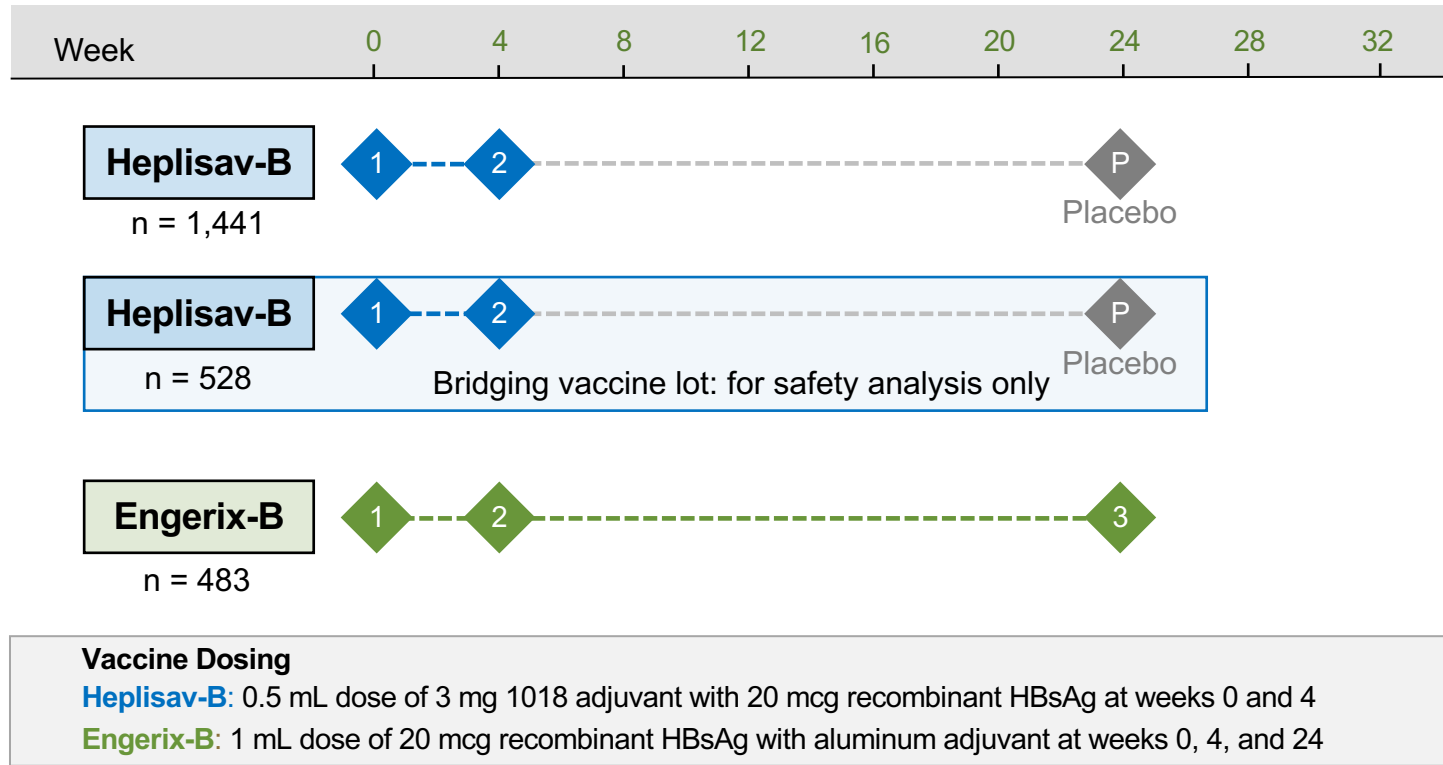 Week 0 4 8 12 16 20 24 28 32
Heplisav-B 1 2 P
Placebo
n = 1,441
Heplisav-B 1 2 P
Placebo
n = 528 Bridging vaccine lot: for safety analysis only
Engerix-B 1 2 3
n = 483
Vaccine Dosing
Heplisav-B: 0.5 mL dose of 3 mg 1018 adjuvant with 20 mcg recombinant HBsAg at weeks 0 and 4
Engerix-B: 1 mL dose of 20 mcg recombinant HBsAg with aluminum adjuvant at weeks 0, 4, and 24